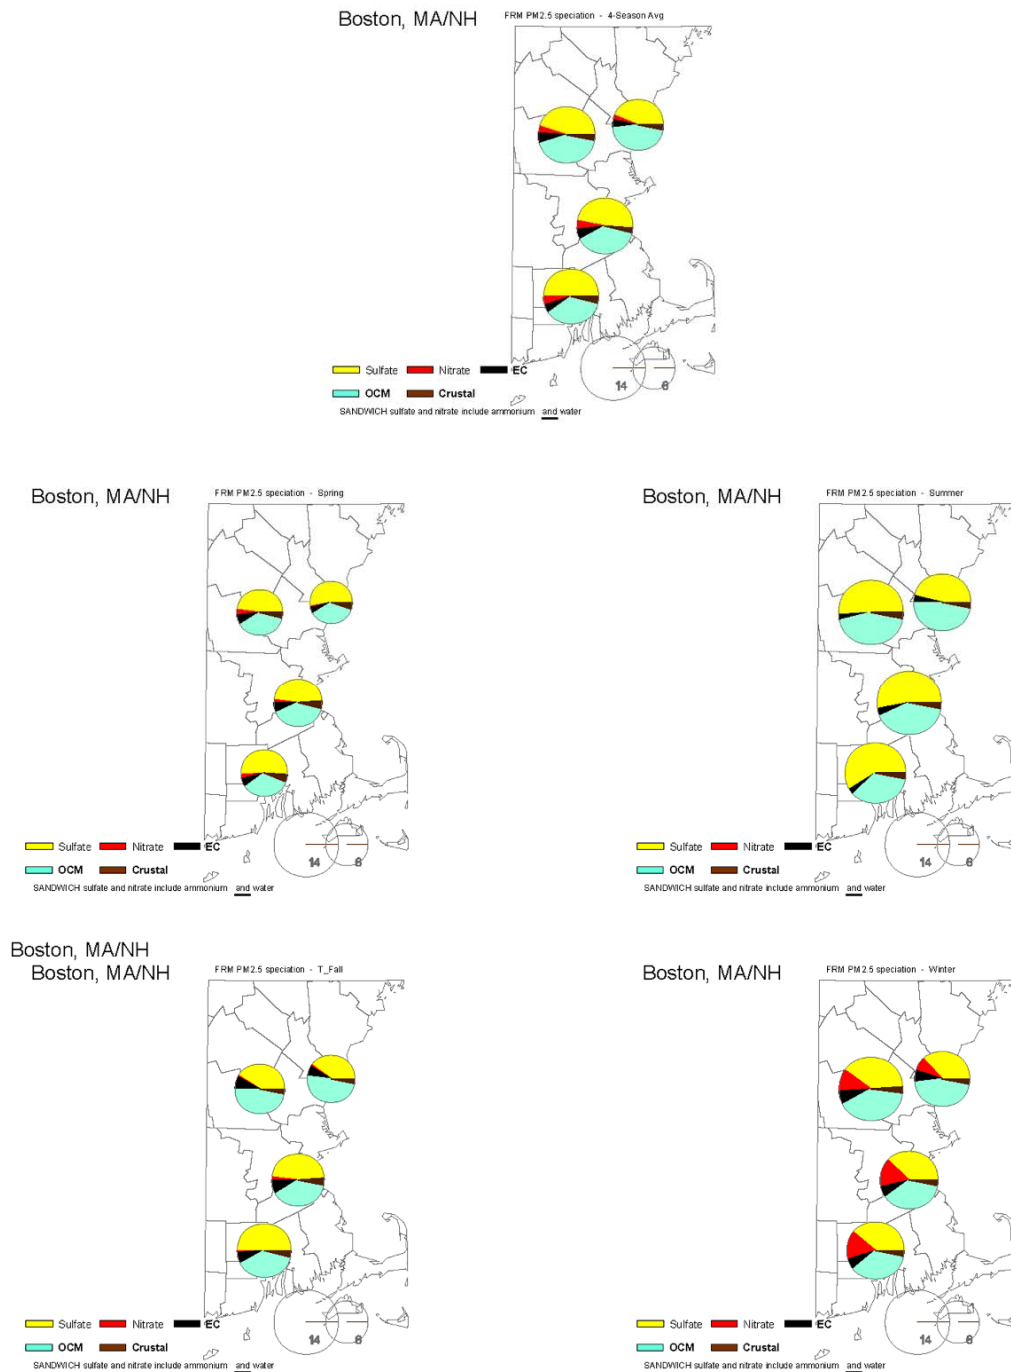 Boston, MA/NH
FRM PM2.5 speciation - 4-Season Avg
14 6
Sulfate Nitrate EC
OCM Crustal
SANDWICH sulfate and nitrate include ammonium and water
Boston, MA/NH
FRM PM2.5 speciation - Spring
14 6
Sulfate Nitrate EC
OCM Crustal
SANDWICH sulfate and nitrate include ammonium and water
Boston, MA/NH
FRM PM2.5 speciation - Summer
14 6
Sulfate Nitrate EC
OCM Crustal
SANDWICH sulfate and nitrate include ammonium and water
Boston, MA/NH
Boston, MA/NH
FRM PM2.5 speciation - T_Fall
14 6
Sulfate Nitrate EC
OCM Crustal
SANDWICH sulfate and nitrate include ammonium and water
Boston, MA/NH
FRM PM2.5 speciation - Winter
14 6
Sulfate Nitrate EC
OCM Crustal
SANDWICH sulfate and nitrate include ammonium and water